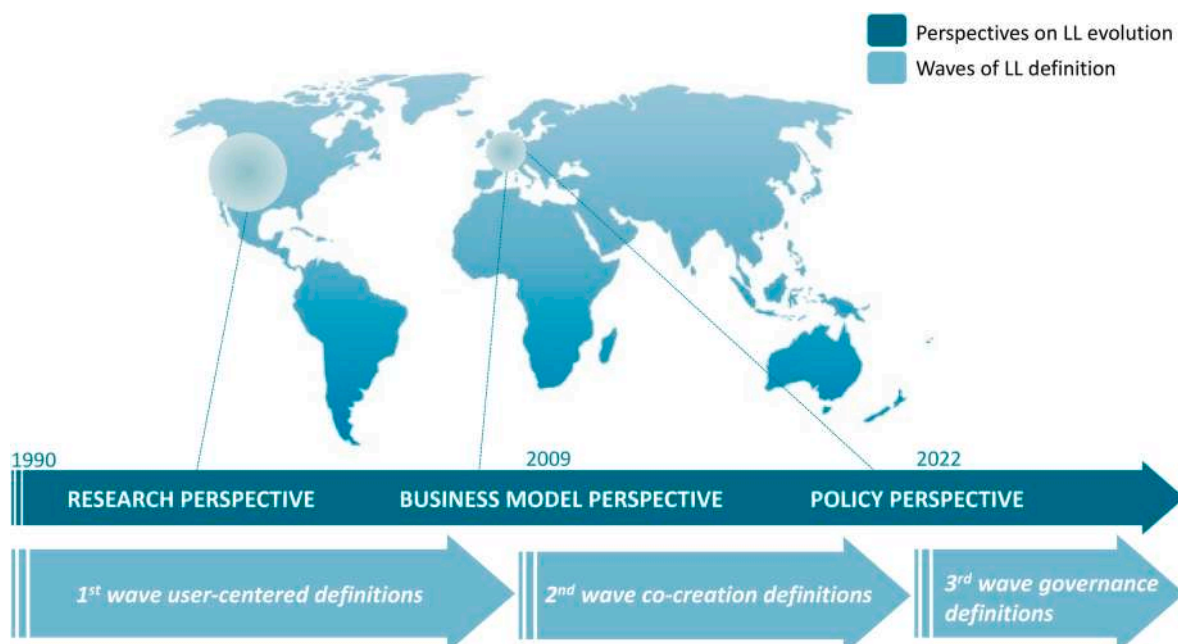 Perspectives on LL evolution
Waves of LL definition
1990
2009
2022
RESEARCH PERSPECTIVE
BUSINESS MODEL PERSPECTIVE
POLICY PERSPECTIVE
1st wave user-centered definitions
2nd wave co-creation definitions
3rd wave governance
definitions